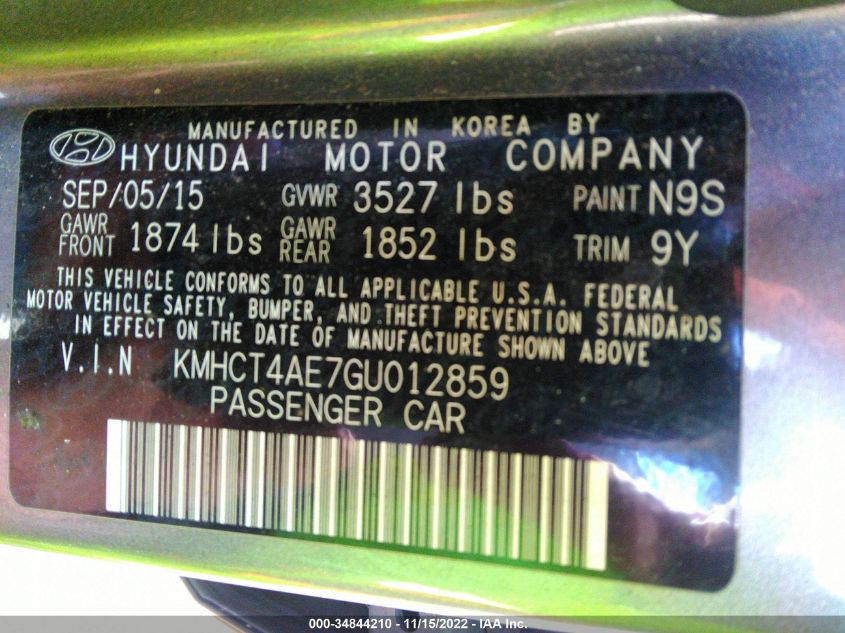 MANUFACTURED IN KOREA BY
HYUNDAI MOTOR COMPANY
SEP/05/15 GVWR 3527 lbs PAINT N9S
GAWR FRONT 1874 lbs GAWR REAR 1852 lbs TRIM 9Y
THIS VEHICLE CONFORMS TO ALL APPLICABLE U.S.A. FEDERAL
MOTOR VEHICLE SAFETY, BUMPER, AND THEFT PREVENTION STANDARDS
IN EFFECT ON THE DATE OF MANUFACTURE SHOWN ABOVE
V.I.N KMHCT4AE7GU012859
PASSENGER CAR
000-34844210 - 11/15/2022 - IAA Inc.